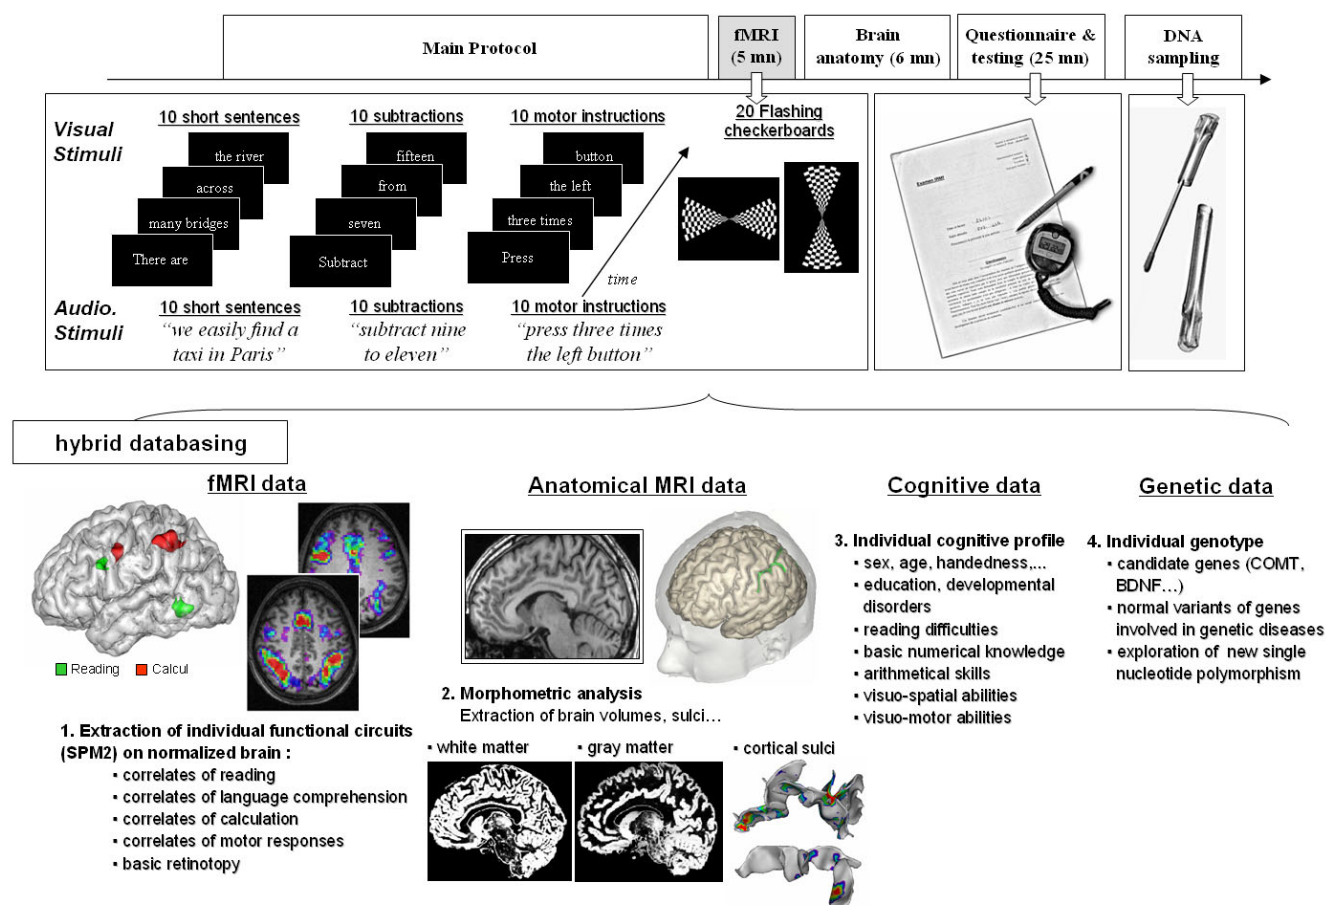 Main Protocol
fMRI
(5 mn)
Brain
anatomy (6 mn)
Questionnaire &
testing (25 mn)
DNA
sampling
Visual
Stimuli
10 short sentences
the river
across
many bridges
There are
10 subtractions
fifteen
from
seven
Subtract
10 motor instructions
button
the left
three times
Press
time
20 Flashing
checkerboards
Audio.
Stimuli
10 short sentences
“we easily find a
taxi in Paris”
10 subtractions
“subtract nine
to eleven”
10 motor instructions
“press three times
the left button”
Examen MRI
hybrid databasing
fMRI data
Reading
Calcul
1. Extraction of individual functional circuits
(SPM2) on normalized brain :
▪ correlates of reading
▪ correlates of language comprehension
▪ correlates of calculation
▪ correlates of motor responses
▪ basic retinotopy
Anatomical MRI data
2. Morphometric analysis
Extraction of brain volumes, sulci…
▪ white matter
▪ gray matter
▪ cortical sulci
Cognitive data
3. Individual cognitive profile
▪ sex, age, handedness,...
▪ education, developmental
disorders
▪ reading difficulties
▪ basic numerical knowledge
▪ arithmetical skills
▪ visuo-spatial abilities
▪ visuo-motor abilities
Genetic data
4. Individual genotype
▪ candidate genes (COMT,
BDNF…)
▪ normal variants of genes
involved in genetic diseases
▪ exploration of new single
nucleotide polymorphism